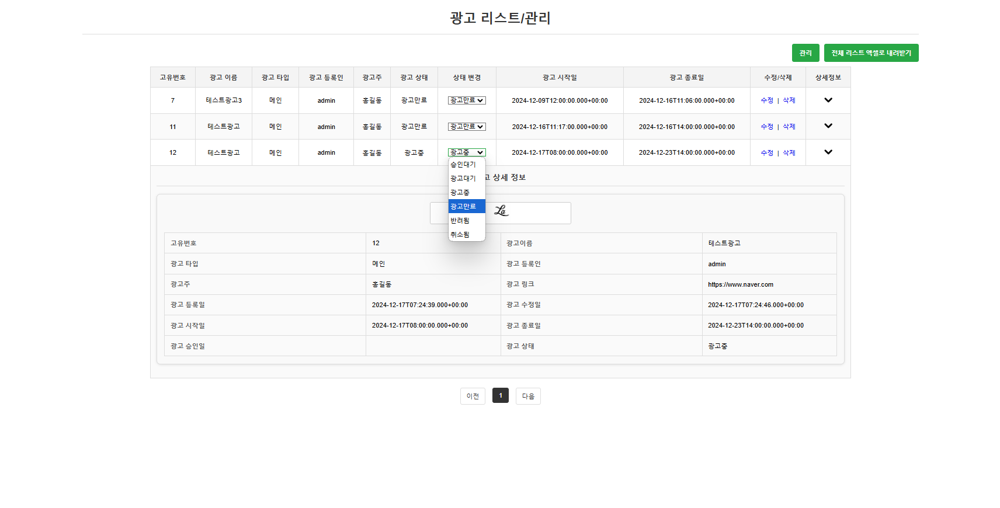 광고 리스트/관리
관리 전체 리스트 엑셀로 내려받기
고유번호 광고 이름 광고 타입 광고 등록인 광고주 광고 상태 상태 변경 광고 시작일 광고 종료일 수정/삭제 상세정보
7 테스트광고3 메인 admin 홍길동 광고만료 광고만료 2024-12-09T12:00:00.000+00:00 2024-12-16T11:06:00.000+00:00 수정 | 삭제
11 테스트광고 메인 admin 홍길동 광고만료 광고만료 2024-12-16T11:17:00.000+00:00 2024-12-16T14:00:00.000+00:00 수정 | 삭제
12 테스트광고 메인 admin 홍길동 광고중 광고중 2024-12-17T08:00:00.000+00:00 2024-12-23T14:00:00.000+00:00 수정 | 삭제
승인대기
광고대기
광고중
광고만료
반려됨
취소됨
고 상세 정보
La
고유번호 12 광고이름 테스트광고
광고 타입 메인 광고 등록인 admin
광고주 홍길동 광고 링크 https://www.naver.com
광고 등록일 2024-12-17T07:24:39.000+00:00 광고 수정일 2024-12-17T07:24:46.000+00:00
광고 시작일 2024-12-17T08:00:00.000+00:00 광고 종료일 2024-12-23T14:00:00.000+00:00
광고 승인일 광고 상태 광고중
이전 1 다음